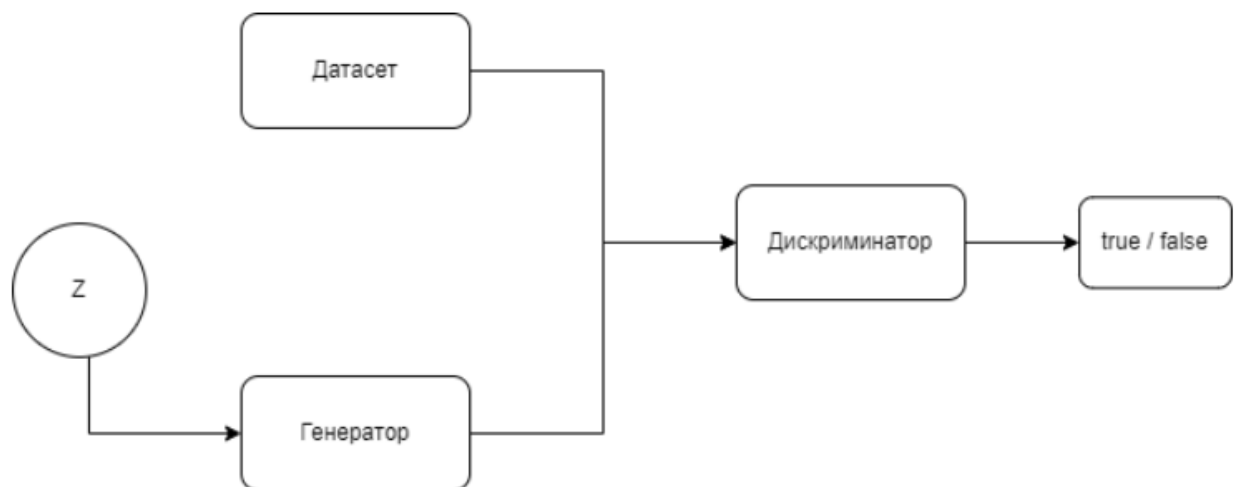 Датасет
Z
Дискриминатор
true / false
Генератор